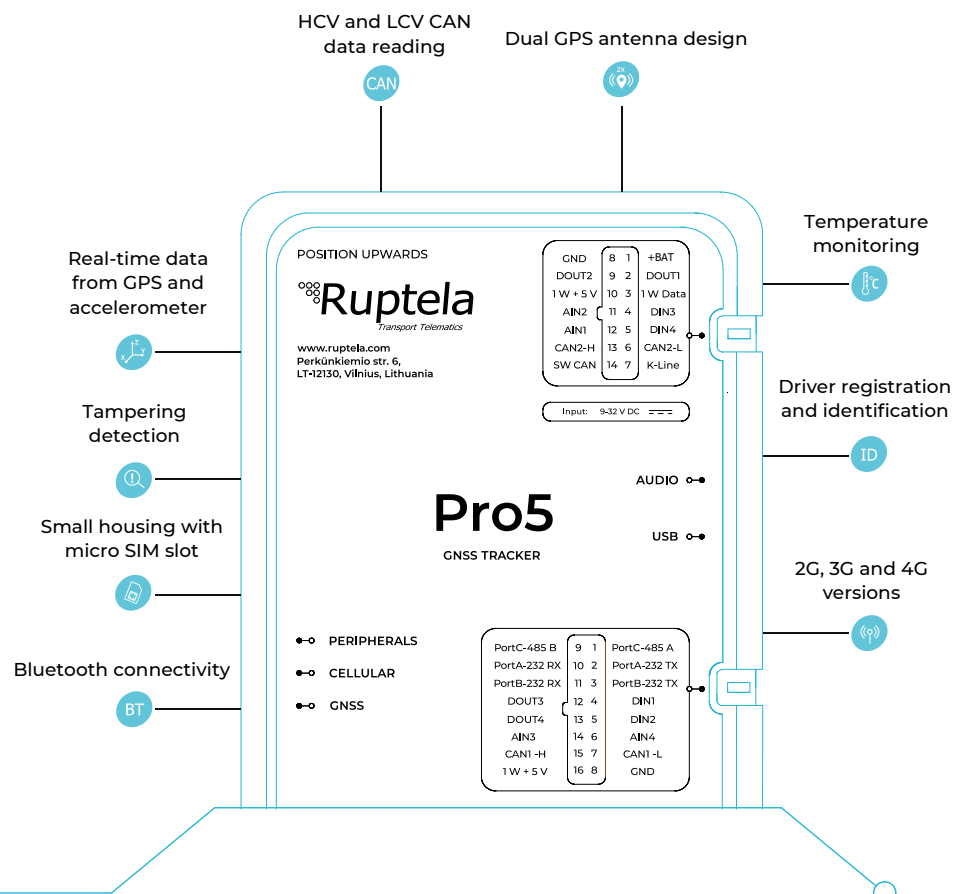 HCV and LCV CAN
data reading
CAN
Dual GPS antenna design
2X
Real-time data
from GPS and
accelerometer
Z
X
Y
Tampering
detection
Small housing with
micro SIM slot
Bluetooth connectivity
BT
Temperature
monitoring
°C
Driver registration
and identification
ID
2G, 3G and 4G
versions
POSITION UPWARDS
Ruptela
Transport Telematics
www.ruptela.com
Perkūnkiemio str. 6,
LT-12130, Vilnius, Lithuania
GND 8 1 +BAT
DOUT2 9 2 DOUT1
1 W + 5 V 10 3 1 W Data
AIN2 11 4 DIN3
AIN1 12 5 DIN4
CAN2-H 13 6 CAN2-L
SW CAN 14 7 K-Line
Input: 9-32 V DC
AUDIO
USB
Pro5
GNSS TRACKER
PERIPHERALS
CELLULAR
GNSS
PortC-485 B 9 1 PortC-485 A
PortA-232 RX 10 2 PortA-232 TX
PortB-232 RX 11 3 PortB-232 TX
DOUT3 12 4 DIN1
DOUT4 13 5 DIN2
AIN3 14 6 AIN4
CAN1 -H 15 7 CAN1 -L
1 W + 5 V 16 8 GND